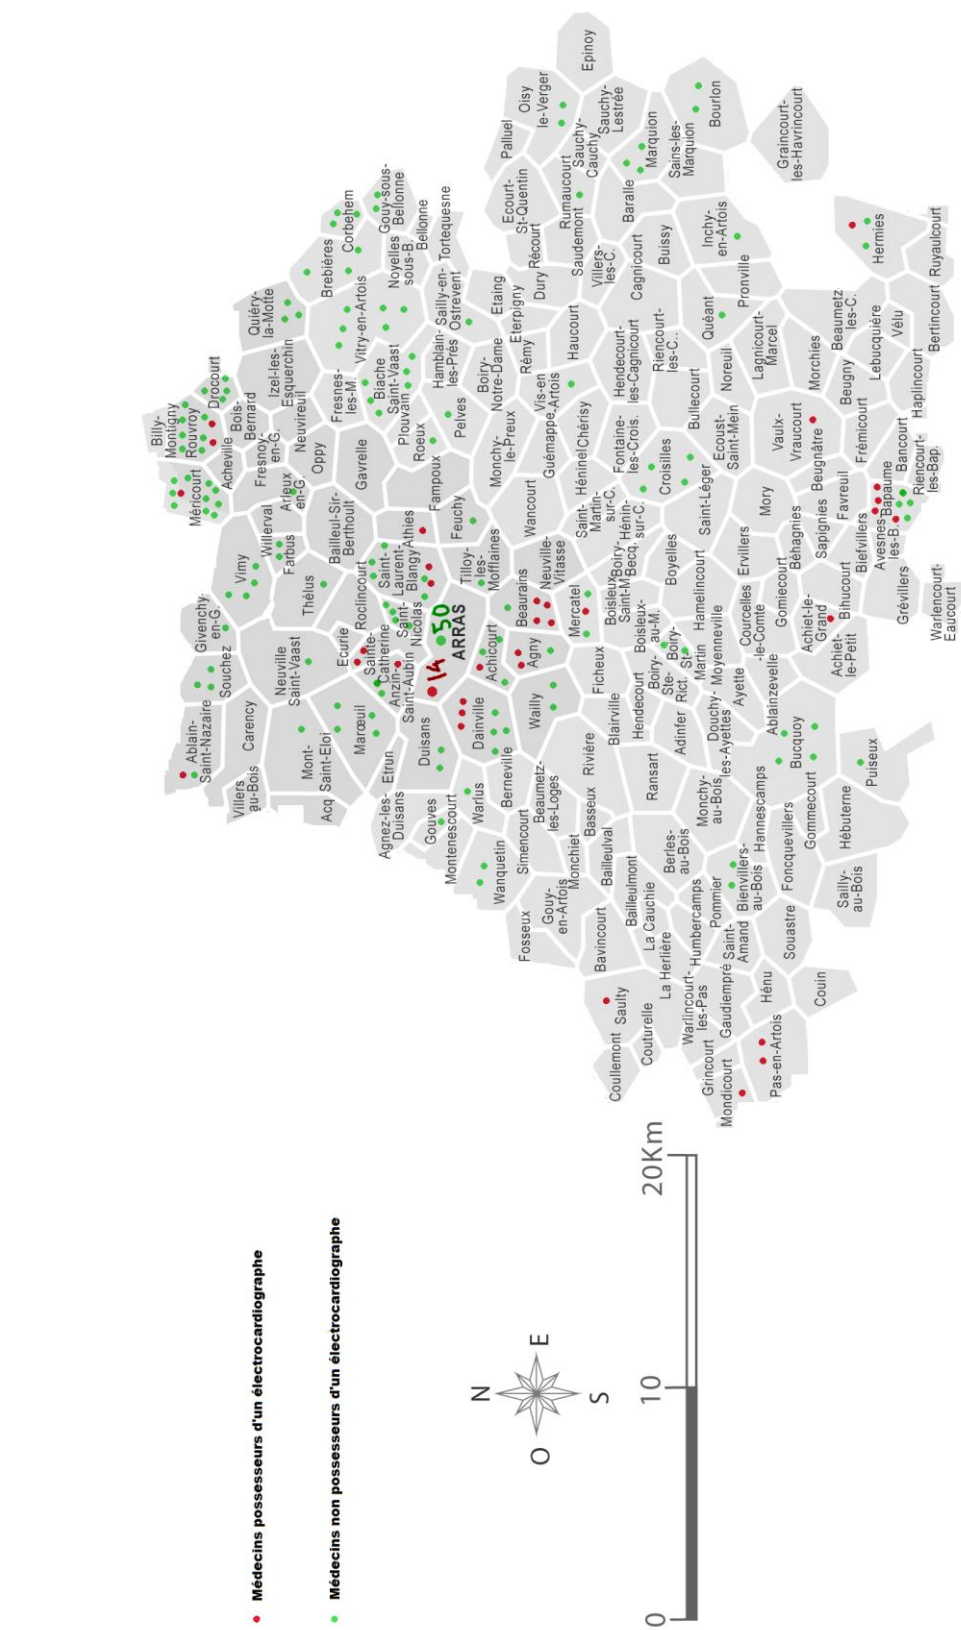 Epinoy
Oisy
le-Verger
Palluel
Sauchy-
Lestrée
Sauchy-
Cauchy
Bourlon
Marquion
Sains-les-
Marquion
Graincourt-
les-Havrincourt
Ecourt-
St-Quentin
Rumaucourt
Saudemont
Baralle
Gouy-sous-
Bellonne
Corbehem
Brebières
Noyelles
sous-B.
Bellonne
Tortequesne
Récourt
Dury
Villers-
les-C.
Cagnicourt
Buissy
Inchy-
en-Artois
Pronville
Hermies
Ruyaulcourt
Quiéry-
la-Motte
Vitry-en-Artois
Sailly-en-
Ostrevent
Hamblain-
les-Prés
Etaing
Eterpigny
Haucourt
Rémy
Hendecourt-
les-Cagnicourt
Riencourt-
les-C..
Quéant
Lagnicourt-
Marcel
Noreuil
Beaumetz
les-C.
Morchies
Lebucquière
Vélu
Bertincourt
Beugny
Haplincourt
Izel-les-
Esquerchin
Drocourt
Bois-
Bernard
Fresnes-
les-M.
Biache
Saint-Vaast
Plouvain
Boiry-
Notre-Dame
Vis-en
Artois
Bullecourt
Billy-
Montigny
Rouvroy
Acheville
Fresnoy-
en-G.
Neuvireuil
Oppy
Gavrelle
Roeux
Pelves
Monchy-
le-Preux
Guémappe
Chérisy
Héninel
Fontaine-
les-Crois.
Croisilles
Ecoust-
Saint-Mein
Vaulx-
Vraucourt
Beugnâtre
Frémicourt
Bancourt
Riencourt-
les-Bap.
Méricourt
Arleux
en-G.
Bailleul-Sir-
Berthoult
Fampoux
Feuchy
Wancourt
Saint-
Martin-
sur-C.
Hénin-
sur-C.
Saint-Léger
Mory
Sapignies
Favreuil
Bapaume
Avesnes-
les-B.
Biefvillers
Willerval
Farbus
Vimy
Thélus
Athies
Saint-
Laurent-
Blangy
Roclincourt
Tilloy-
les-
Mofflaines
Neuville-
Vitasse
Beaurains
Mercatel
Boiry-
Becq.
Boisleux
Saint-M.
Boisleux-
au-M.
Boyelles
Hamelincourt
Ervillers
Béhagnies
Gomiecourt
Courcelles
-le-Comte
Bihucourt
Achiet-le-
Grand
Achiet-
le-Petit
Grévillers
Warlencourt-
Eaucourt
Givenchy-
en-G.
Souchez
Neuville
Saint-Vaast
Ecurie
Sainte-
Catherine
Saint-
Nicolas
14
50
ARRAS
Anzin-
Saint-Aubin
Achicourt
Agny
Ficheux
Boiry-
Ste-
Rict.
Boiry-
St-
Martin
Moyenneville
Ayette
Ablainzevelle
Ablain-
Saint-Nazaire
Carency
Villers
au-Bois
Mont-
Saint-Eloi
Acq
Marœuil
Etrun
Duisans
Dainville
Wailly
Blairville
Hendecourt
Adinfer
Douchy-
les-Ayettes
Bucquoy
Puiseux
Agnez-les-
Duisans
Gouves
Montenescourt
Warlus
Berneville
Beaumetz-
les-Loges
Rivière
Ransart
Monchy-
au-Bois
Hannescamps
Gommecourt
Hébuterne
Wanquetin
Simencourt
Monchiet
Basseux
Bailleulval
Berles-
au-Bois
Bienvillers-
au-Bois
Foncquevillers
Sailly-
au-Bois
Fosseux
Gouy-
en-Artois
Bavincourt
Bailleulmont
La Cauchie
La Herlière
Humbercamps
Pommier
Saint-
Amand
Souastre
Gaudiempré
Hénu
Couin
Saulty
Coullemont
Couturelle
Warlincourt-
les-Pas
Grincourt
Mondicourt
Pas-en-Artois
Médecins possesseurs d'un électrocardiographe
Médecins non possesseurs d'un électrocardiographe
N
O
E
S
0
10
20Km